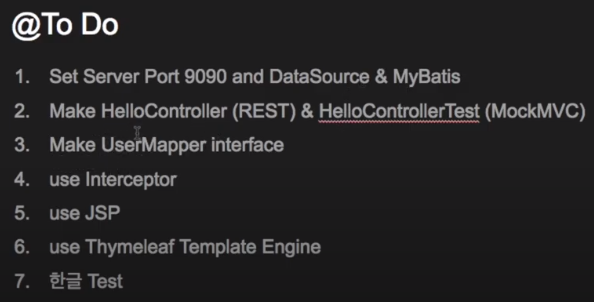 @To Do
1. Set Server Port 9090 and DataSource & MyBatis
2. Make HelloController (REST) & HelloControllerTest (MockMVC)
3. Make UserMapper interface
4. use Interceptor
5. use JSP
6. use Thymeleaf Template Engine
7. 한글 Test